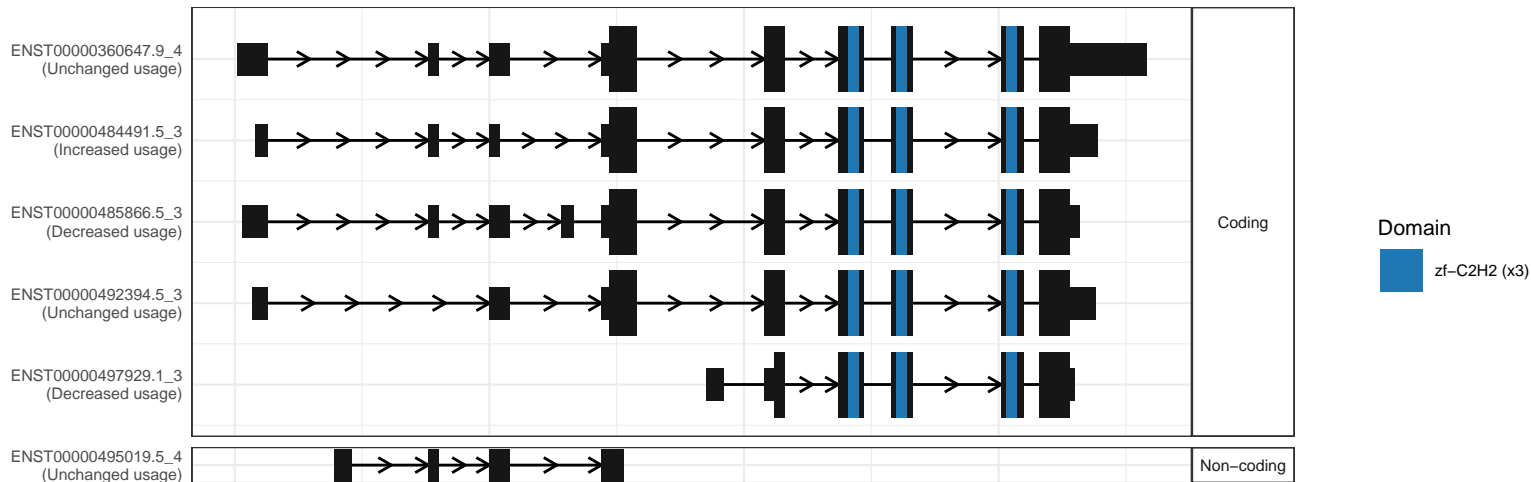 ENST00000360647.9_4
(Unchanged usage)
ENST00000484491.5_3
(Increased usage)
ENST00000485866.5_3
(Decreased usage)
ENST00000492394.5_3
(Unchanged usage)
ENST00000497929.1_3
(Decreased usage)
Coding
ENST00000495019.5_4
(Unchanged usage)
Non−coding
Domain
zf−C2H2 (x3)